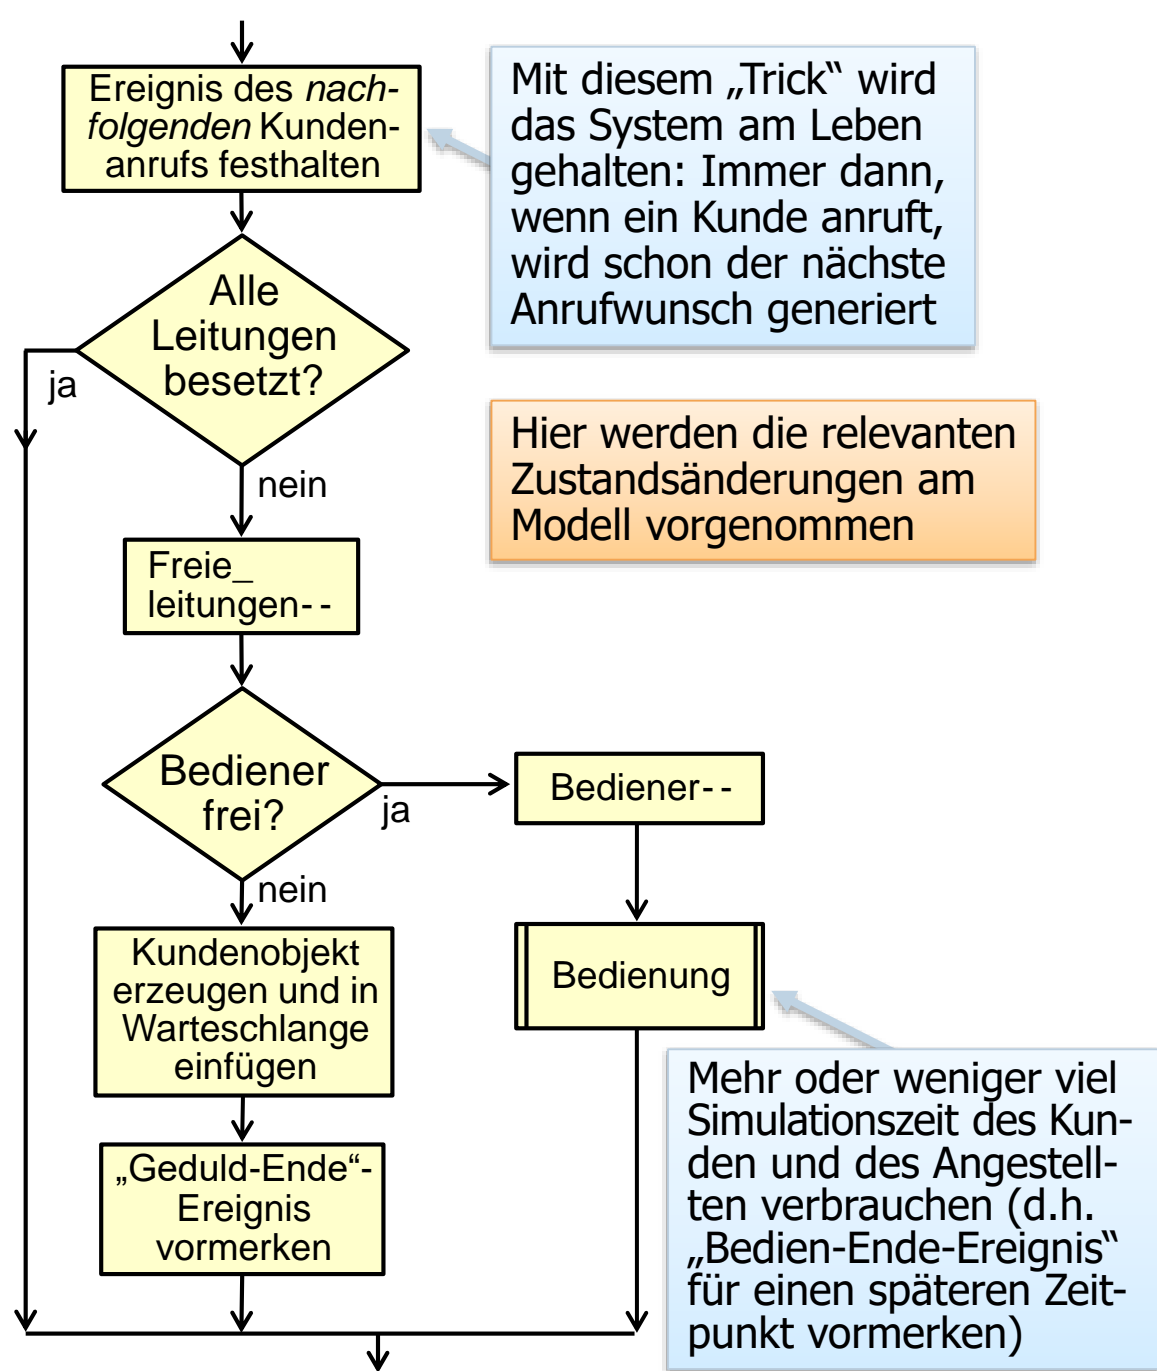 Ereignis des nach-
folgenden Kunden-
anrufs festhalten
Mit diesem „Trick“ wird
das System am Leben
gehalten: Immer dann,
wenn ein Kunde anruft,
wird schon der nächste
Anrufwunsch generiert
Alle
Leitungen
besetzt?
ja
nein
Hier werden die relevanten
Zustandsänderungen am
Modell vorgenommen
Freie_
leitungen--
Bediener
frei?
ja
nein
Bediener--
Kundenobjekt
erzeugen und in
Warteschlange
einfügen
Bedienung
„Geduld-Ende“-
Ereignis
vormerken
Mehr oder weniger viel
Simulationszeit des Kun-
den und des Angestell-
ten verbrauchen (d.h.
„Bedien-Ende-Ereignis“
für einen späteren Zeit-
punkt vormerken)